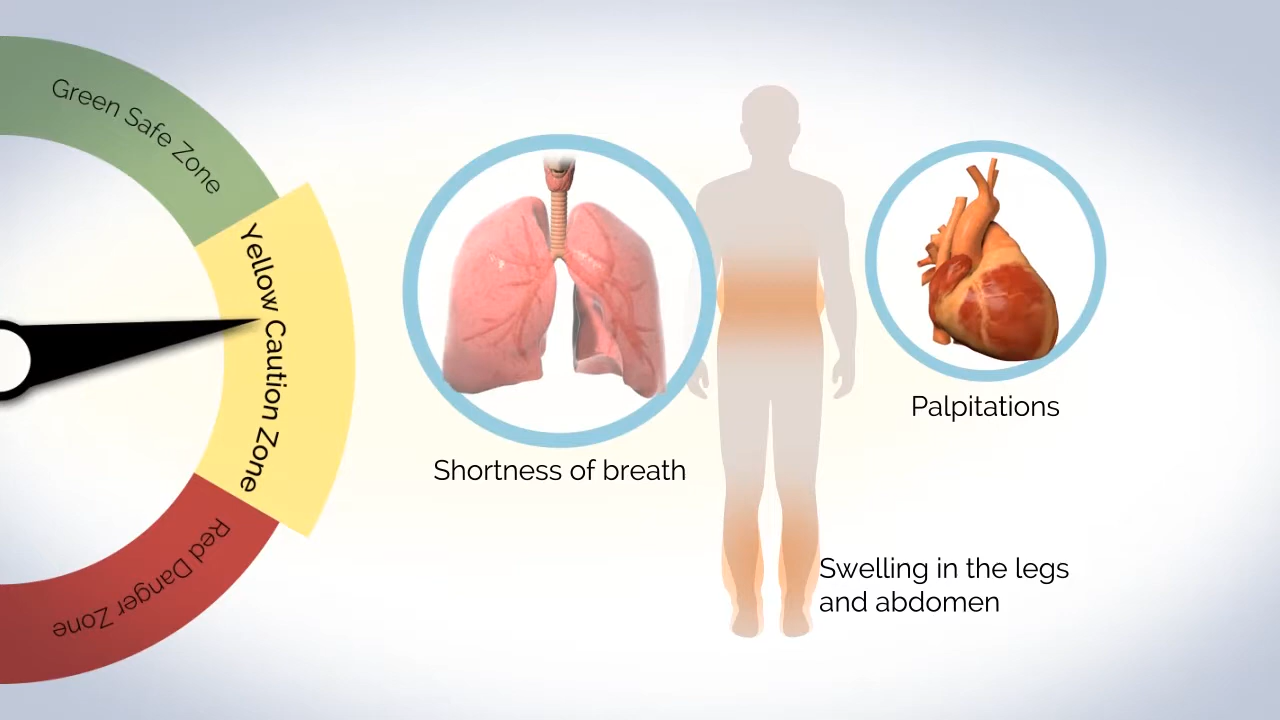 Green Safe Zone
Yellow Caution Zone
Red Danger Zone
Shortness of breath
Palpitations
Swelling in the legs
and abdomen